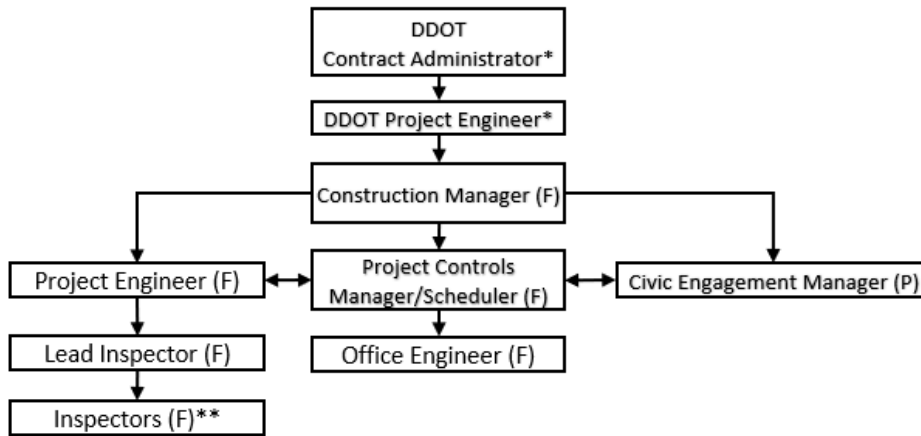 DDOT
Contract Administrator*
DDOT Project Engineer*
Construction Manager (F)
Project Engineer (F)
Project Controls
Manager/Scheduler (F)
Civic Engagement Manager (P)
Lead Inspector (F)
Office Engineer (F)
Inspectors (F)**